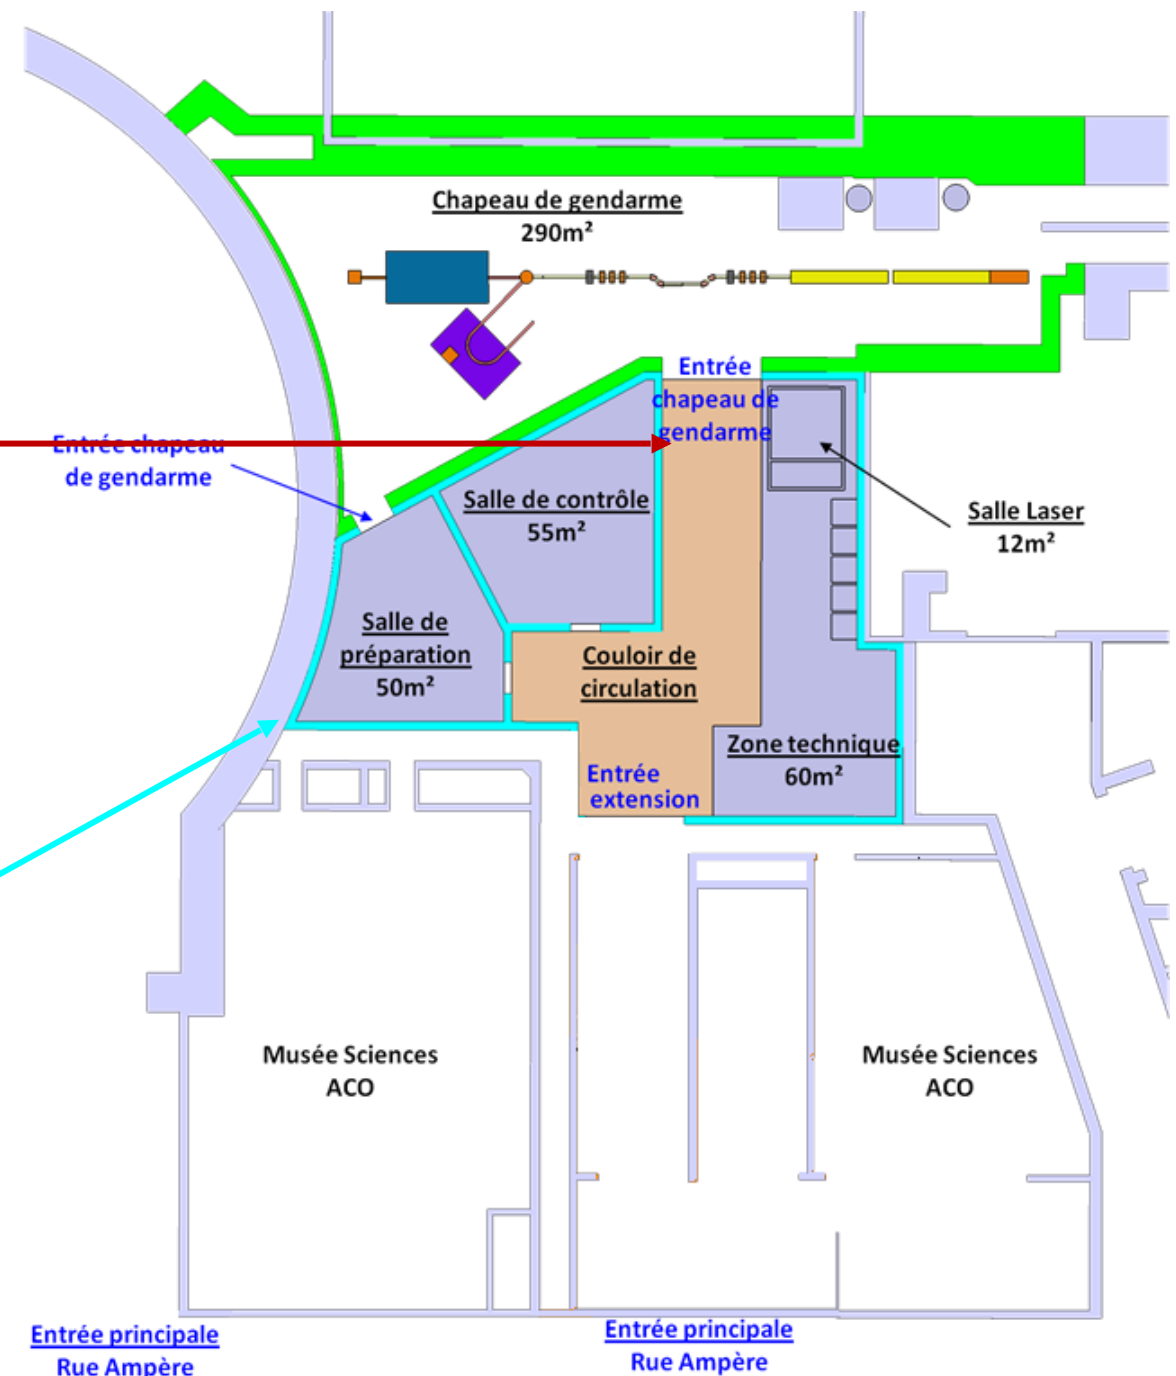 Chapeau de gendarme
290m²
Entrée
chapeau de
gendarme
Entrée chapeau
de gendarme
Salle de contrôle
55m²
Salle Laser
12m²
Salle de
préparation
50m²
Couloir de
circulation
Zone technique
60m²
Entrée
extension
Musée Sciences
ACO
Musée Sciences
ACO
Entrée principale
Rue Ampère
Entrée principale
Rue Ampère